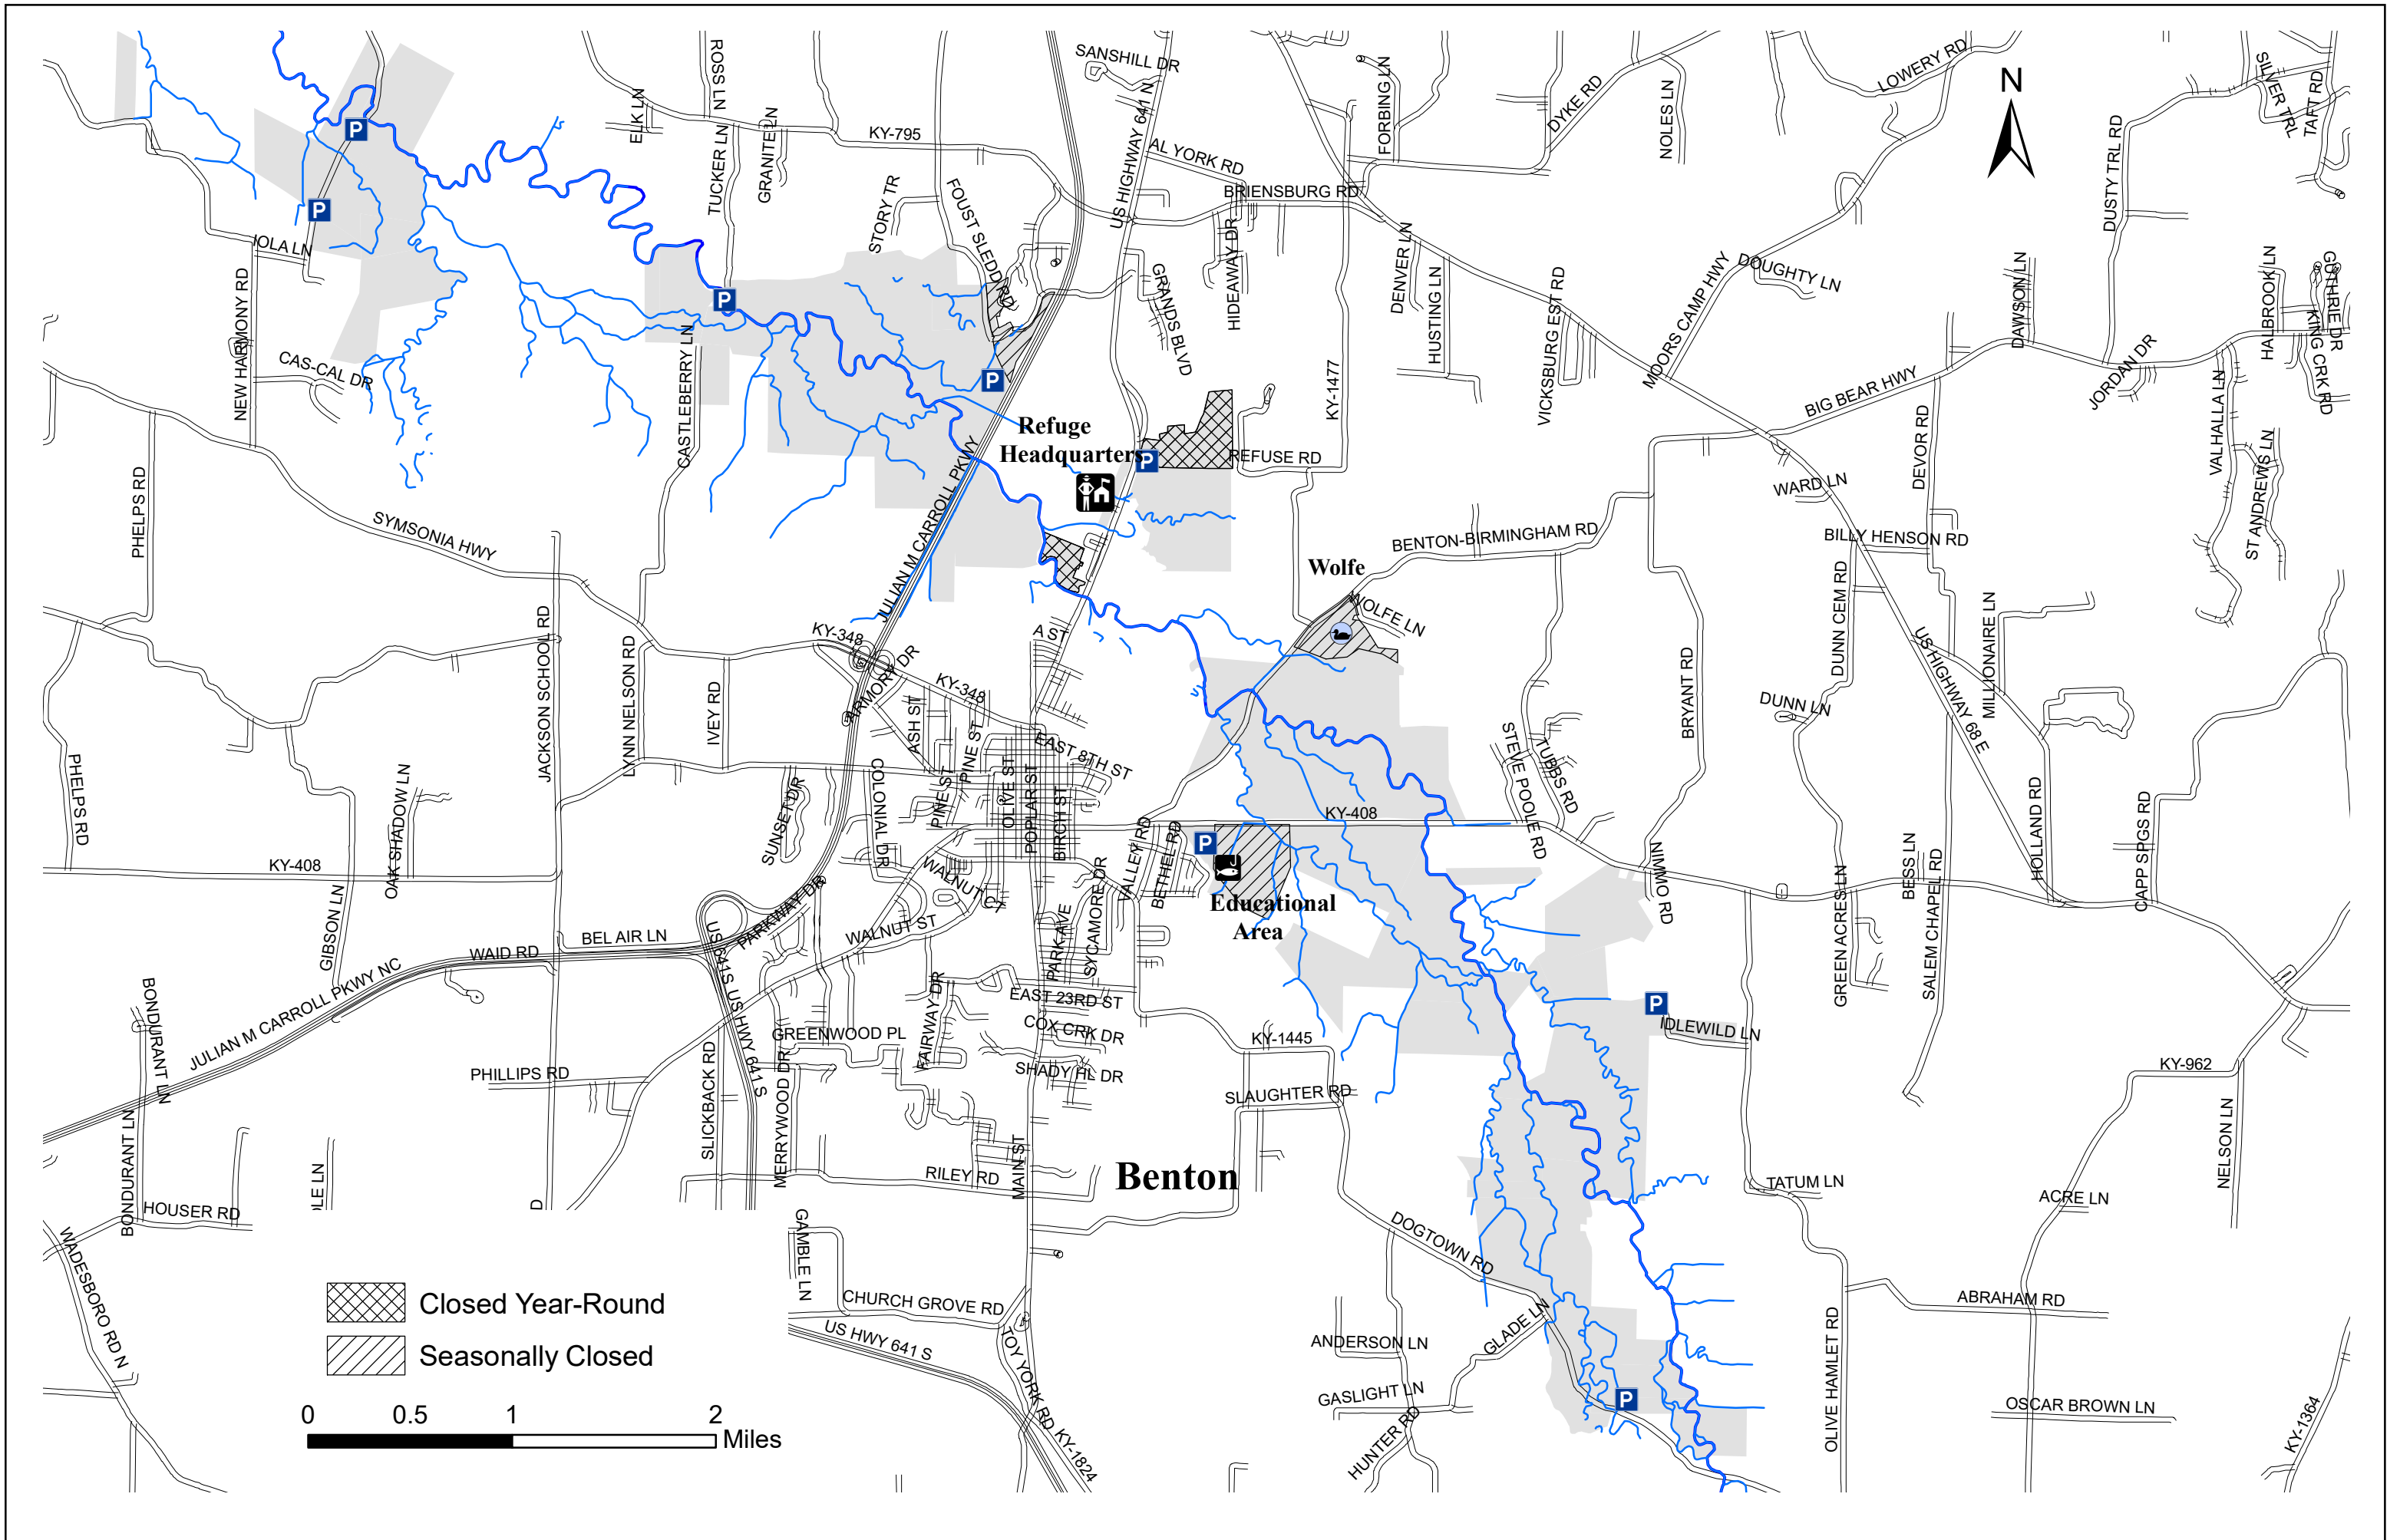 SANSHILL DR
ROSS LN
ELK LN
TUCKER LN
GRANITE LN
KY-795
US HIGHWAY 641 N
AL YORK RD
BRIENSBURG RD
FORBING LN
DYKE RD
NOLES LN
LOWERY RD
N
SILVER TRL
TAFT RD
DUSTY TRL RD
P
P
IOLA LN
NEW HARMONY RD
CAS-CAL DR
STORY TR
FOUST SLEDD RD
P
P
CASTLEBERRY LN
GRANDS BLVD
HIDEAWAY DR
KY-1477
DENVER LN
HUSTING LN
VICKSBURG EST RD
MOORS CAMP HWY
DOUGHTY LN
DAWSON LN
HALBROOK LN
GUTHRIE DR
KING CRK RD
JORDAN DR
BIG BEAR HWY
VALHALLA LN
ST ANDREWS LN
DEVOR RD
WARD LN
BILLY HENSON RD
Refuge
Headquarters
P
REFUSE RD
PHELPS RD
SYMSONIA HWY
JULIAN M CARROLL PKWY
BENTON-BIRMINGHAM RD
Wolfe
WOLFE LN
DUNN CEM RD
US HIGHWAY 68 E
MILLIONAIRE LN
DUNN LN
BRYANT RD
JACKSON SCHOOL RD
LYNN NELSON RD
IVEY RD
KY-348
ARMORY DR
KY-348
A ST
ASH ST
PINE ST
PINE ST
EAST 8TH ST
OLIVE ST
POPLAR ST
BIRCH ST
COLONIAL DR
SUNSET DR
STEVE POOLE RD
TUBBS RD
KY-408
PHELPS RD
OAK SHADOW LN
KY-408
GIBSON LN
VALLEY RD
BETHEL RD
P
Educational
Area
NIMMO RD
GREEN ACRES LN
BESS LN
SALEM CHAPEL RD
HOLLAND RD
CAPP SPGS RD
WALNUT CT
WALNUT ST
PARK AVE
SYCAMORE DR
PARKWAY DR
BEL AIR LN
WAID RD
US 641S
US HWY 641 S
JULIAN M CARROLL PKWY NC
BONDURANT LN
EAST 23RD ST
COX CRK DR
SHADY HL DR
FAIRWAY DR
GREENWOOD PL
MERRYWOOD DR
SLICKBACK RD
PHILLIPS RD
KY-1445
SLAUGHTER RD
P
IDLEWILD LN
KY-962
NELSON LN
BONDURANT LN
HOUSER RD
OLE LN
D
RILEY RD
MAIN ST
Benton
TATUM LN
ACRE LN
DOGTOWN RD
WADESBORO RD N
GAMBLE LN
CHURCH GROVE RD
US HWY 641 S
TOY YORK RD
KY-1824
ANDERSON LN
GLADE LN
GASLIGHT LN
HUNTER RD
P
OLIVE HAMLET RD
ABRAHAM RD
OSCAR BROWN LN
KY-1364
Closed Year-Round
Seasonally Closed
0 0.5 1 2
Miles